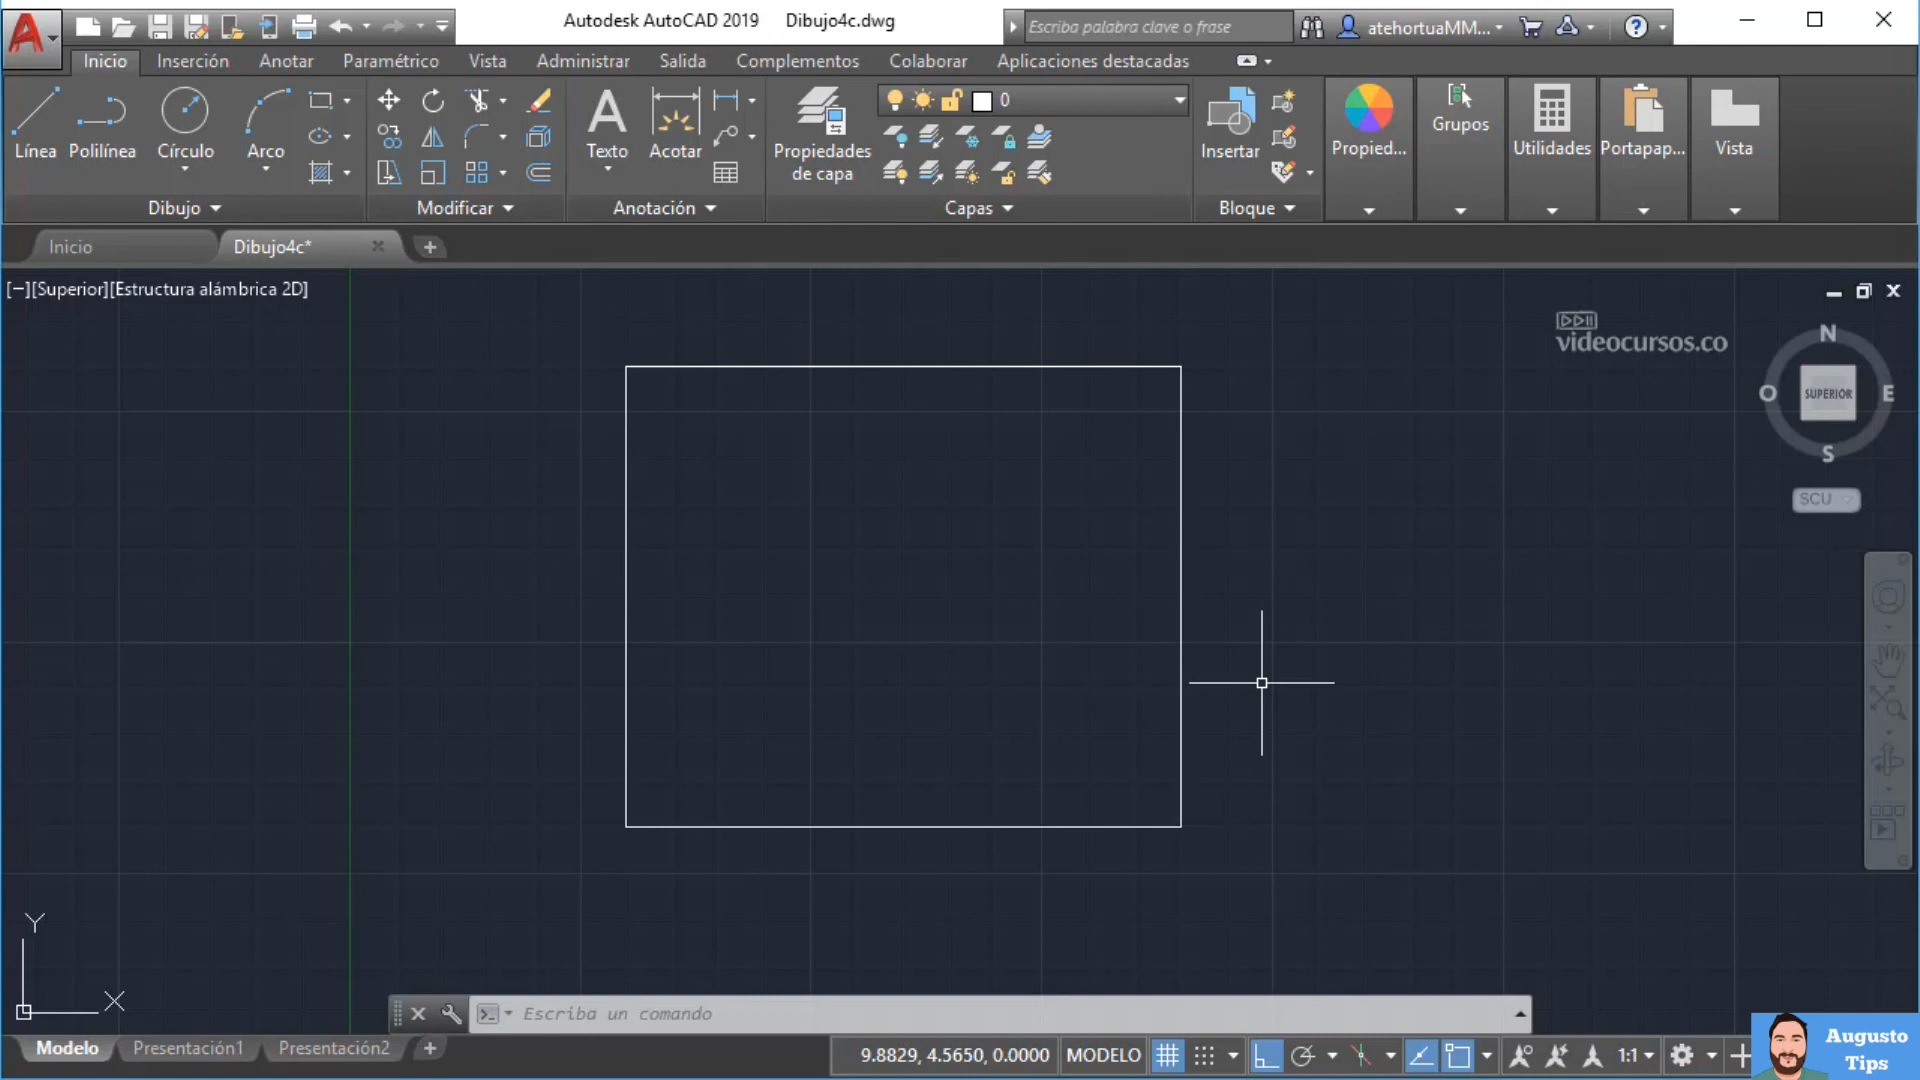 Autodesk AutoCAD 2019 Dibujo4c.dwg
Escriba palabra clave o frase
atehortuaMM...
Inicio Inserción Anotar Paramétrico Vista Administrar Salida Complementos Colaborar Aplicaciones destacadas
0
Línea Polilínea Círculo Arco
Texto Acotar
Propiedades
de capa
Insertar
Propied...
Grupos
Utilidades
Portapap...
Vista
Dibujo Modificar Anotación Capas Bloque
Inicio Dibujo4c*
[−][Superior][Estructura alámbrica 2D]
videocursos.co
N
O SUPERIOR E
S
SCU
Y
X
Escriba un comando
Modelo Presentación1 Presentación2
9.8829, 4.5650, 0.0000 MODELO 1:1
Augusto
Tips